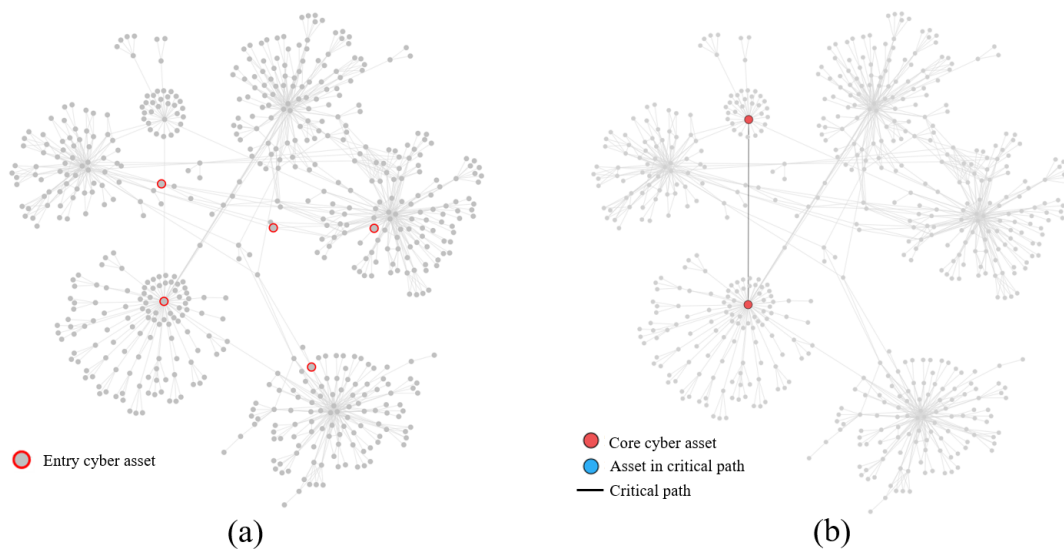 Entry cyber asset
(a)
Core cyber asset
Asset in critical path
Critical path
(b)